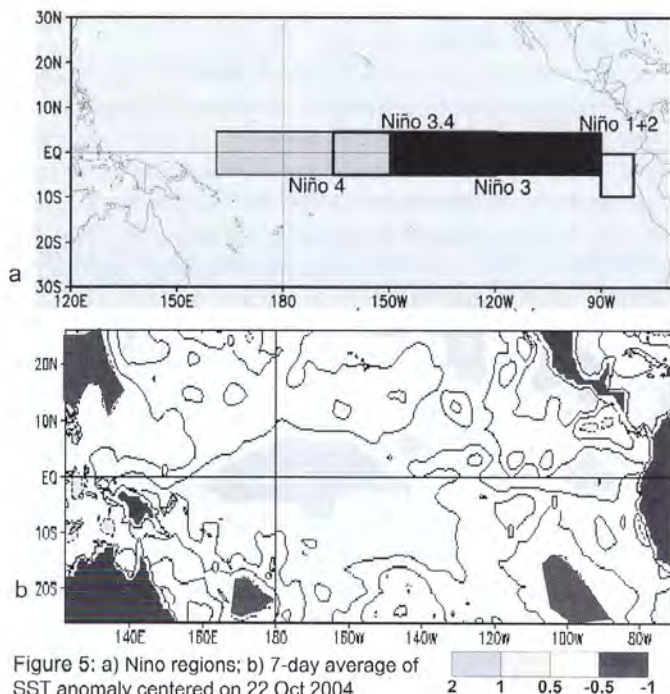 30N
20N
10N
EQ
10S
20S
30S
Niño 3.4
Niño 1+2
Niño 4
Niño 3
a
120E
150E
180
150W
120W
90W
20N
10N
EQ
10S
20S
b
140E
160E
180
160W
140W
120W
100W
80W
Figure 5: a) Nino regions; b) 7-day average of
SST anomaly centered on 22 Oct 2004
2 1 0.5 -0.5 -1